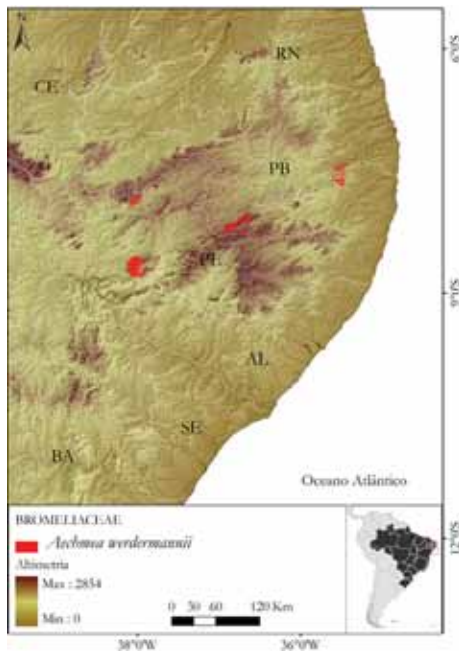 N
6°0'S
RN
CE
PB
PE
9°0'S
AL
SE
BA
Oceano Atlântico
BROMELIACEAE
Aechmea werdermannii
Altimetria
Max : 2854
Min : 0
0 30 60 120 Km
12°0'S
38°0'W 36°0'W